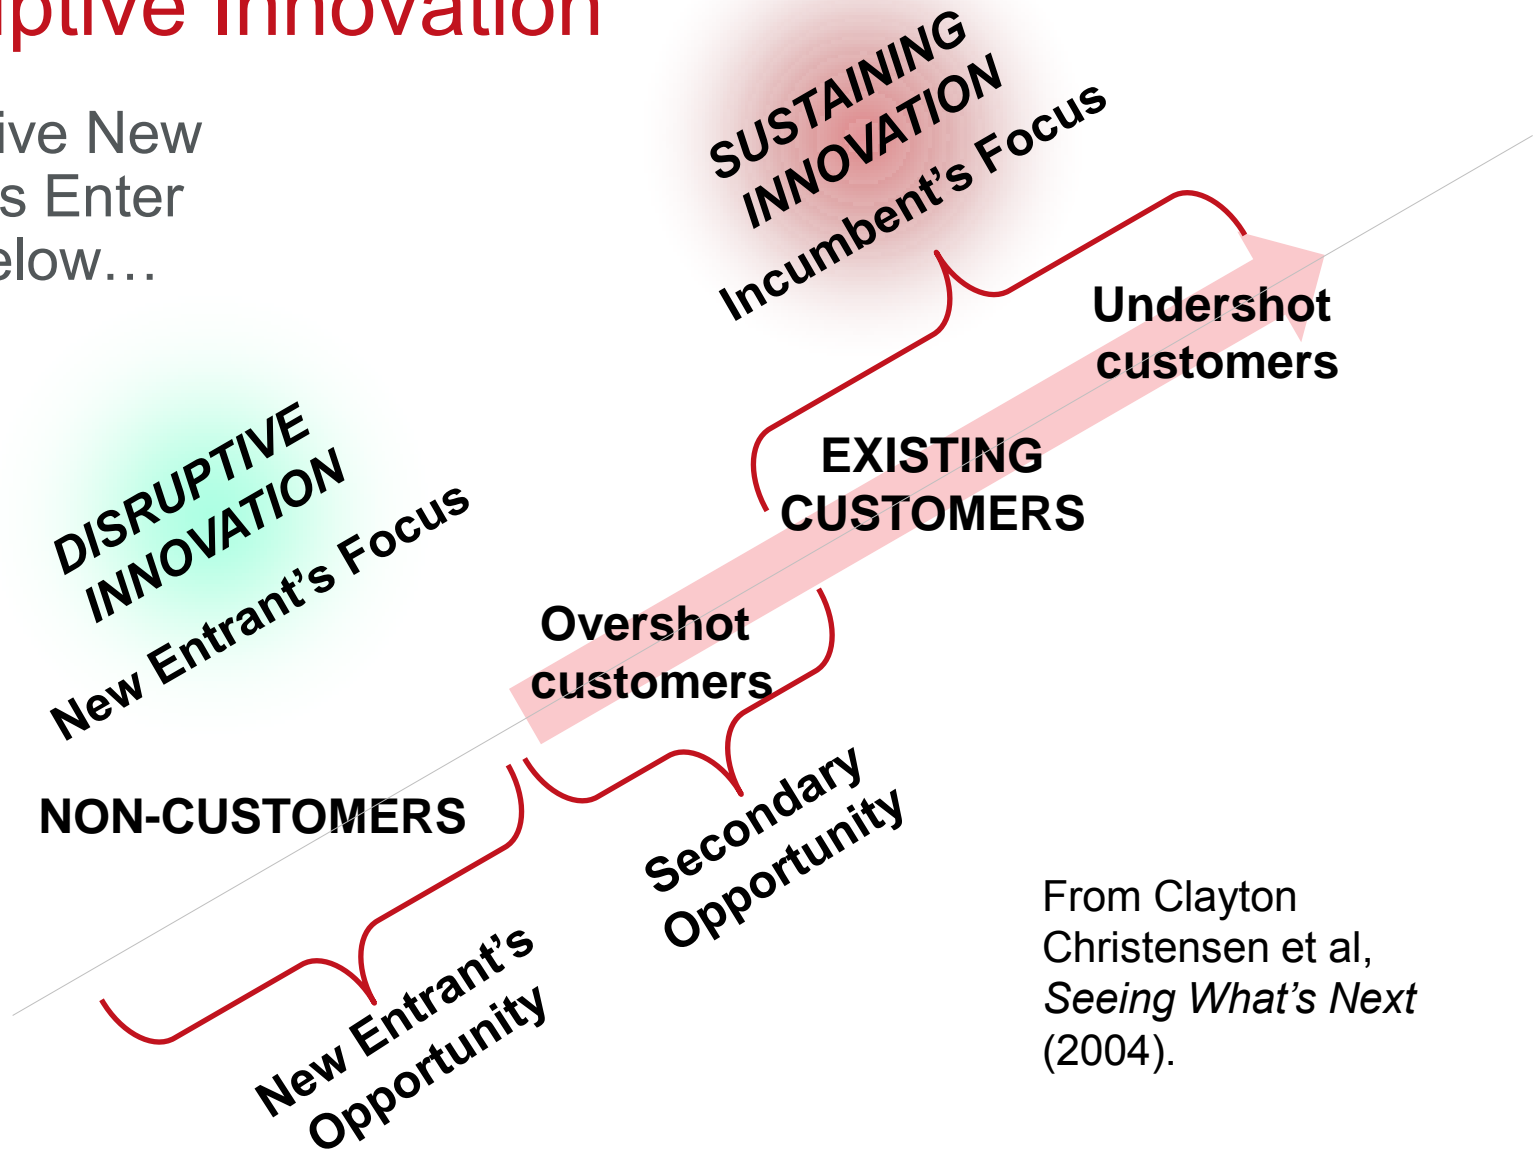 ptive Innovation
ive New
s Enter
elow…
SUSTAINING
INNOVATION
Incumbent’s Focus
Undershot
customers
DISRUPTIVE
INNOVATION
New Entrant’s Focus
EXISTING
CUSTOMERS
Overshot
customers
NON-CUSTOMERS
Secondary
Opportunity
New Entrant’s
Opportunity
From Clayton
Christensen et al,
Seeing What’s Next
(2004).